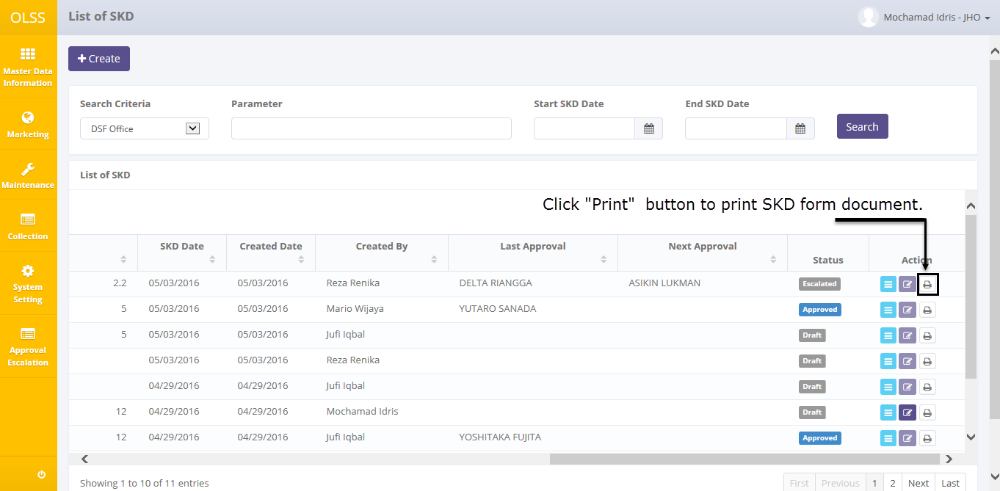 OLSS
List of SKD
Mochamad Idris - JHO
Master Data
Information
Marketing
Maintenance
Collection
System
Setting
Approval
Escalation
Create
Search Criteria Parameter Start SKD Date End SKD Date
DSF Office
Search
List of SKD
Click "Print" button to print SKD form document.
SKD Date Created Date Created By Last Approval Next Approval Status Action
2.2 05/03/2016 05/03/2016 Reza Renika DELTA RIANGGA ASIKIN LUKMAN Escalated
5 05/03/2016 05/03/2016 Mario Wijaya YUTARO SANADA Approved
5 05/03/2016 05/03/2016 Jufi Iqbal Draft
05/03/2016 05/03/2016 Reza Renika Draft
04/29/2016 04/29/2016 Jufi Iqbal Draft
12 04/29/2016 04/29/2016 Mochamad Idris Draft
12 04/29/2016 04/29/2016 Jufi Iqbal YOSHITAKA FUJITA Approved
Showing 1 to 10 of 11 entries
First Previous 1 2 Next Last